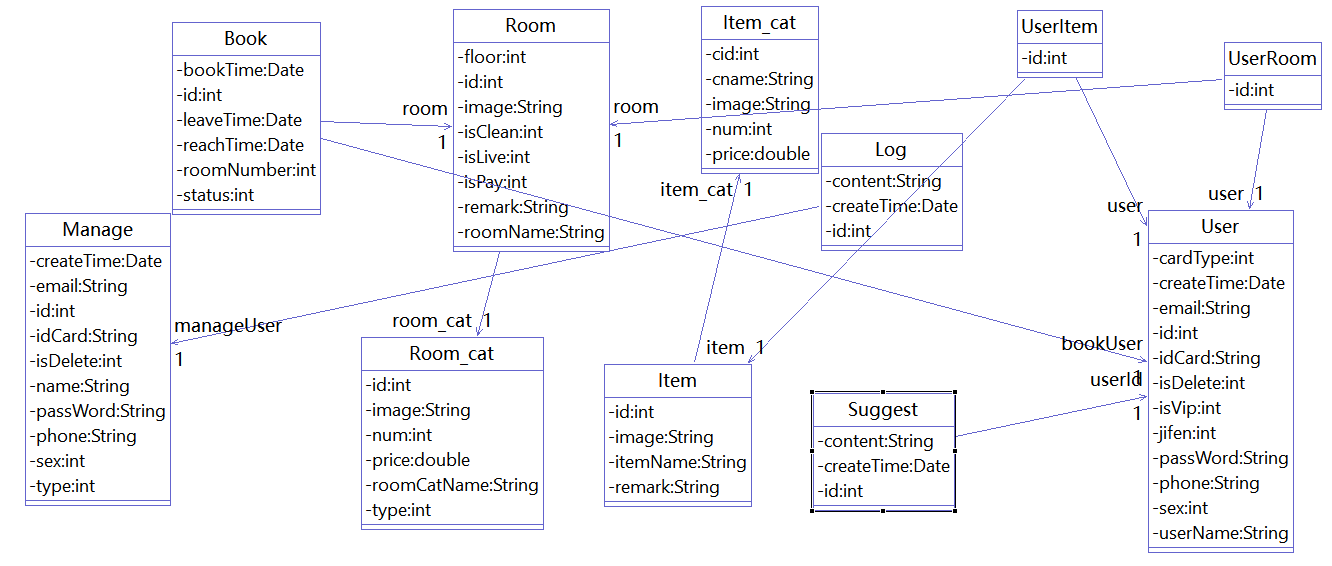 Book
-bookTime:Date
-id:int
-leaveTime:Date
-reachTime:Date
-roomNumber:int
-status:int
room
1
Room
-floor:int
-id:int
-image:String
-isClean:int
-isLive:int
-isPay:int
-remark:String
-roomName:String
room
1
Item_cat
-cid:int
-cname:String
-image:String
-num:int
-price:double
item_cat 1
UserItem
-id:int
UserRoom
-id:int
Log
-content:String
-createTime:Date
-id:int
user
1
user 1
Manage
-createTime:Date
-email:String
-id:int
-idCard:String
-isDelete:int
-name:String
-passWord:String
-phone:String
-sex:int
-type:int
manageUser
1
room_cat 1
Room_cat
-id:int
-image:String
-num:int
-price:double
-roomCatName:String
-type:int
item 1
Item
-id:int
-image:String
-itemName:String
-remark:String
Suggest
-content:String
-createTime:Date
-id:int
bookUser
1
userId
1
User
-cardType:int
-createTime:Date
-email:String
-id:int
-idCard:String
-isDelete:int
-isVip:int
-jifen:int
-passWord:String
-phone:String
-sex:int
-userName:String